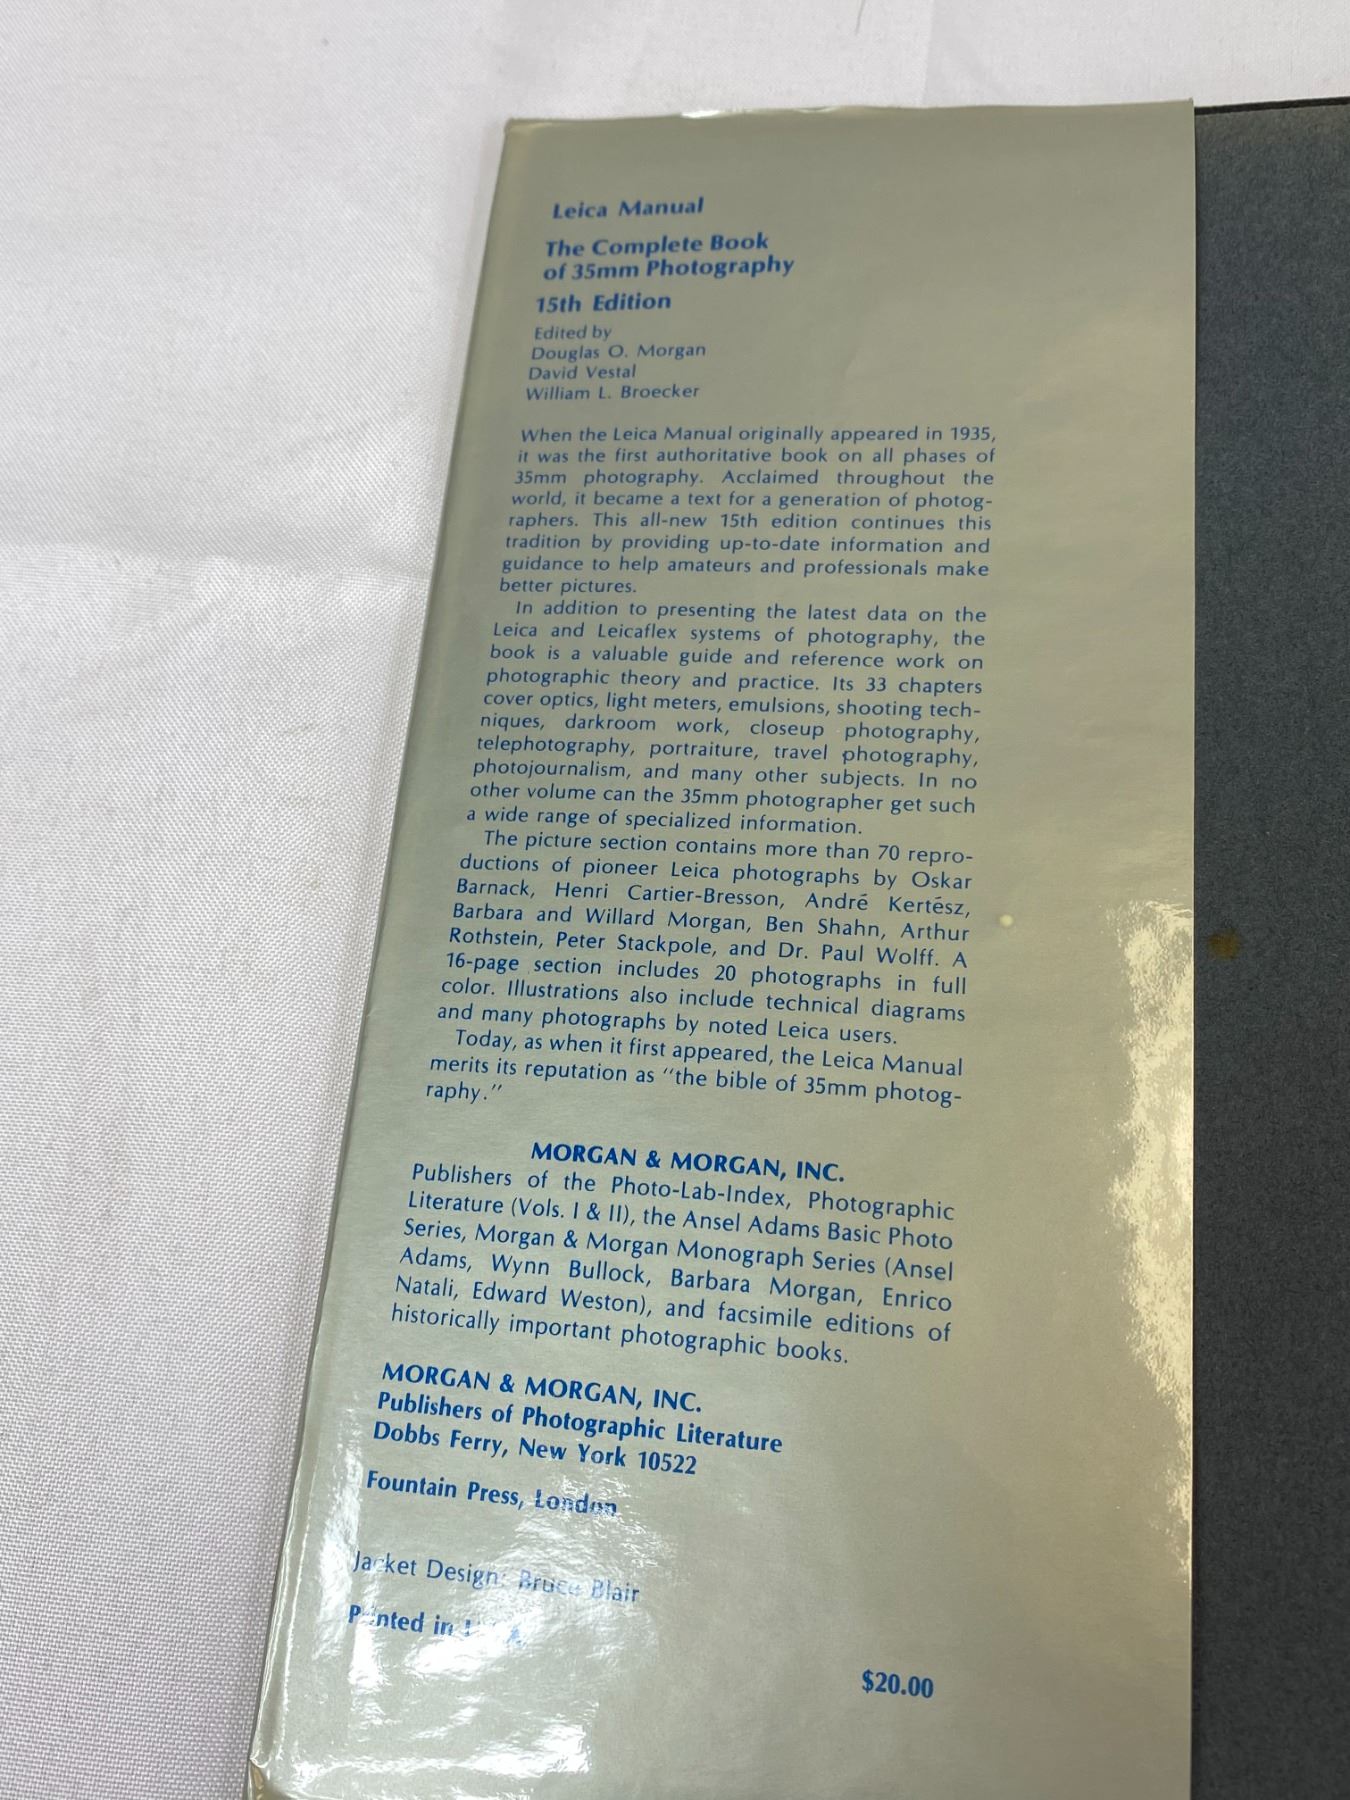 Leica Manual
The Complete Book
of 35mm Photography
15th Edition
Edited by
Douglas O. Morgan
David Vestal
William L. Broecker
When the Leica Manual originally appeared in 1935,
it was the first authoritative book on all phases of
35mm photography. Acclaimed throughout the
world, it became a text for a generation of photog-
raphers. This all-new 15th edition continues this
tradition by providing up-to-date information and
guidance to help amateurs and professionals make
better pictures.
In addition to presenting the latest data on the
Leica and Leicaflex systems of photography, the
book is a valuable guide and reference work on
photographic theory and practice. Its 33 chapters
cover optics, light meters, emulsions, shooting tech-
niques, darkroom work, closeup photography,
telephotography, portraiture, travel photography,
photojournalism, and many other subjects. In no
other volume can the 35mm photographer get such
a wide range of specialized information.
The picture section contains more than 70 repro-
ductions of pioneer Leica photographs by Oskar
Barnack, Henri Cartier-Bresson, André Kertész,
Barbara and Willard Morgan, Ben Shahn, Arthur
Rothstein, Peter Stackpole, and Dr. Paul Wolff. A
16-page section includes 20 photographs in full
color. Illustrations also include technical diagrams
and many photographs by noted Leica users.
Today, as when it first appeared, the Leica Manual
merits its reputation as "the bible of 35mm photog-
raphy."
MORGAN & MORGAN, INC.
Publishers of the Photo-Lab-Index, Photographic
Literature (Vols. I & II), the Ansel Adams Basic Photo
Series, Morgan & Morgan Monograph Series (Ansel
Adams, Wynn Bullock, Barbara Morgan, Enrico
Natali, Edward Weston), and facsimile editions of
historically important photographic books.
MORGAN & MORGAN, INC.
Publishers of Photographic Literature
Dobbs Ferry, New York 10522
Fountain Press, London
Jacket Design: Bruce Blair
Printed in
$20.00